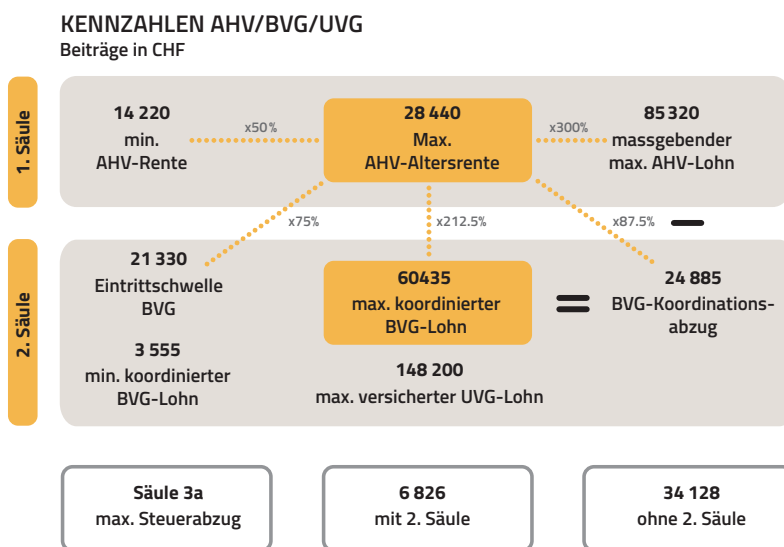 KENNZAHLEN AHV/BVG/UVG
Beiträge in CHF
1. Säule
14 220
min.
AHV-Rente
x50%
28 440
Max.
AHV-Altersrente
x300%
85 320
massgebender
max. AHV-Lohn
x75%
x212.5%
x87.5%
2. Säule
21 330
Eintrittschwelle
BVG
3 555
min. koordinierter
BVG-Lohn
60435
max. koordinierter
BVG-Lohn
=
24 885
BVG-Koordinations-
abzug
148 200
max. versicherter UVG-Lohn
Säule 3a
max. Steuerabzug
6 826
mit 2. Säule
34 128
ohne 2. Säule